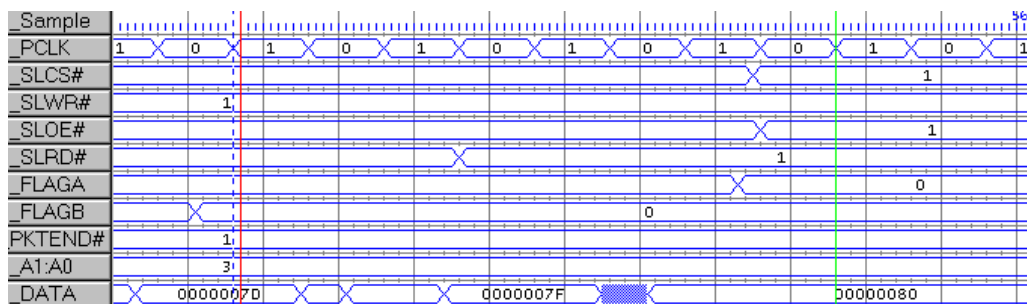 _Sample 56
_PCLK 1 0 1 0 1 0 1 0 1 0 1 0 1
_SLCS# 1
_SLWR# 1
_SLOE# 1
_SLRD# 1
_FLAGA 0
_FLAGB 0
PKTEND# 1
_A1:A0 3
_DATA 0000007D 0000007F 00000080